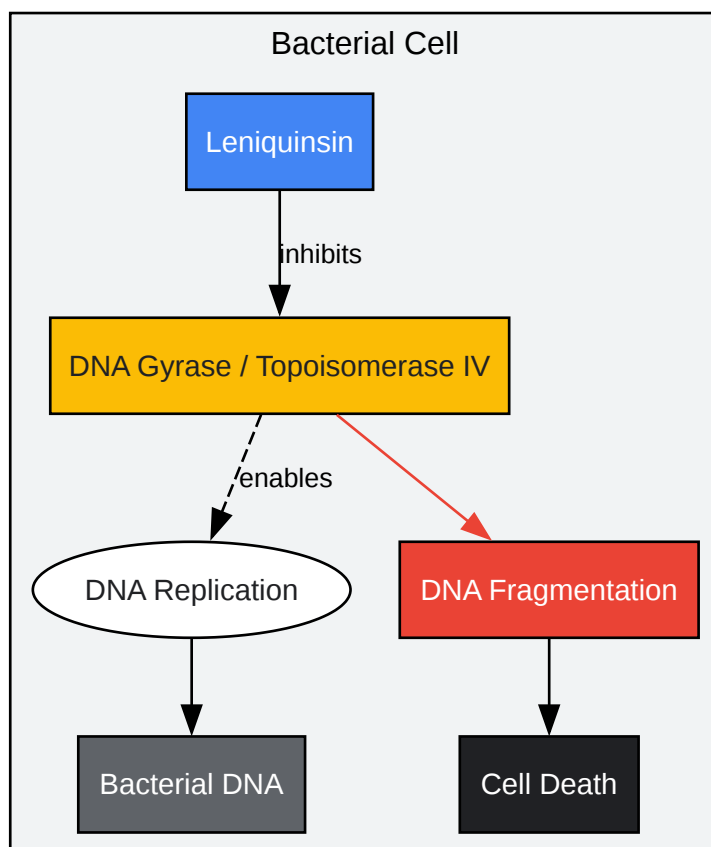 Bacterial Cell
Leniquinsin
inhibits
DNA Gyrase / Topoisomerase IV
enables
DNA Replication
DNA Fragmentation
Bacterial DNA
Cell Death